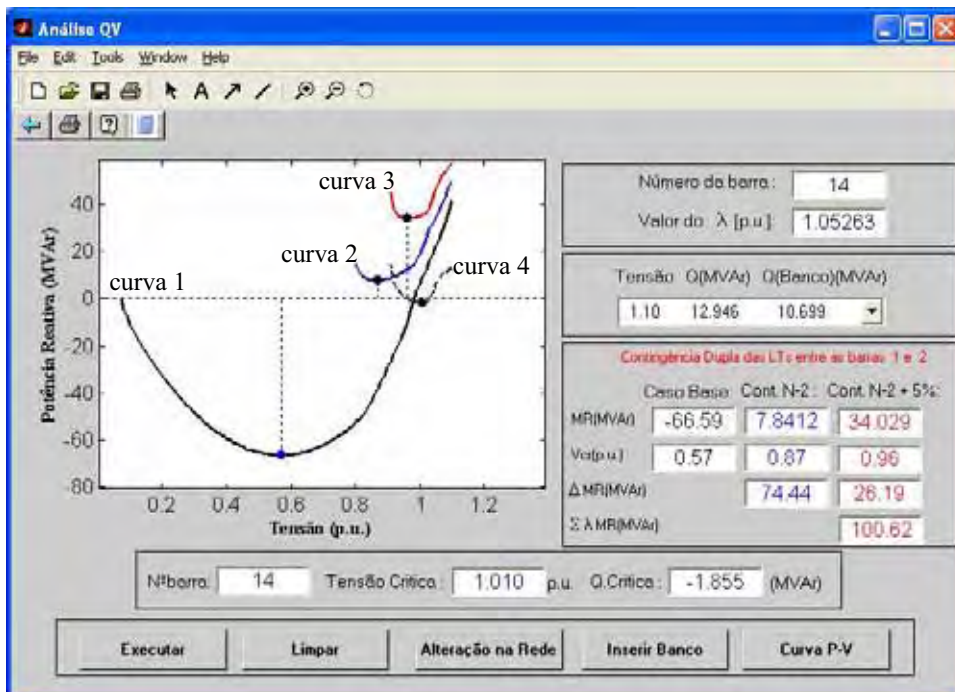 Análise QV
File Edit Tools Window Help
curva 3
curva 2
curva 1
curva 4
Potência Reativa (MVAr)
40
20
0
-20
-40
-60
-80
0.2 0.4 0.6 0.8 1 1.2
Tensão (p.u.)
Número da barra: 14
Valor do λ [p.u.] 1.05263
Tensão Q(MVAr) Q(Banco)(MVAr)
1.10 12.946 10.699
Contingência Dupla das LTs entre as barras 1 e 2
Caso Base Cont. N-2: Cont. N-2 + 5%:
MR(MVAr) -66.59 7.8412 34.029
Vcr(p.u.) 0.57 0.87 0.96
Δ MR(MVAr) 74.44 26.19
Σ λ MR(MVAr) 100.62
Nºbarra: 14 Tensão Crítica: 1.010 p.u. Q.Crítica: -1.855 (MVAr)
Executar Limpar Alteração na Rede Inserir Banco Curva P-V